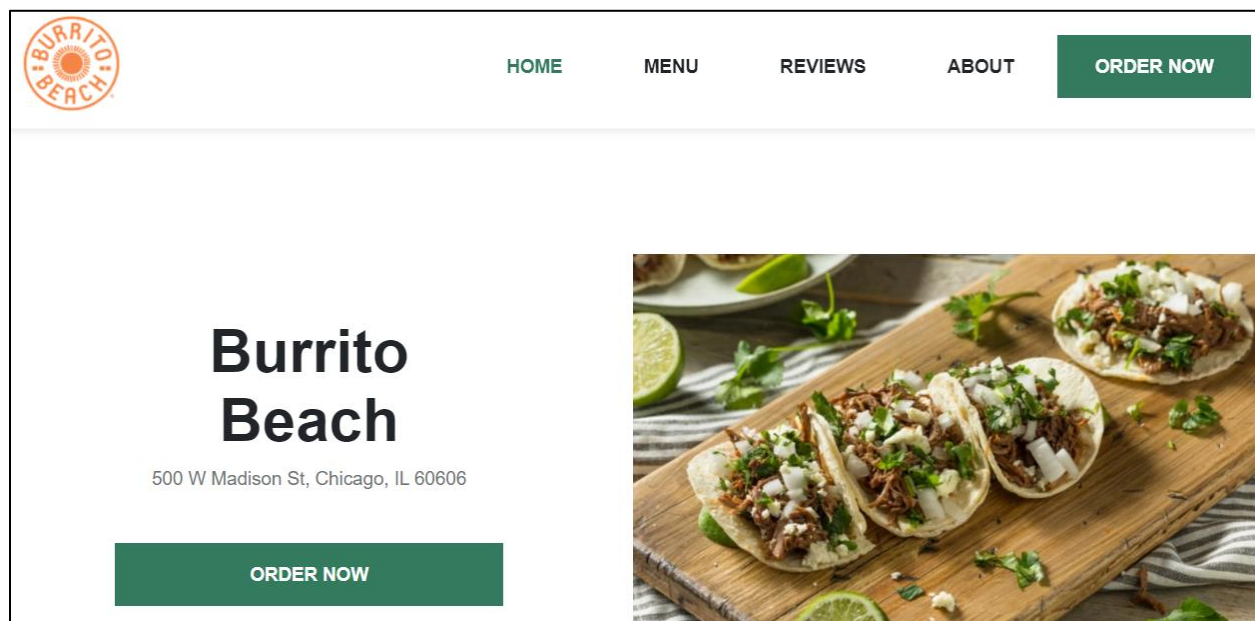 BURRITO
BEACH
HOME
MENU
REVIEWS
ABOUT
ORDER NOW
Burrito
Beach
500 W Madison St, Chicago, IL 60606
ORDER NOW